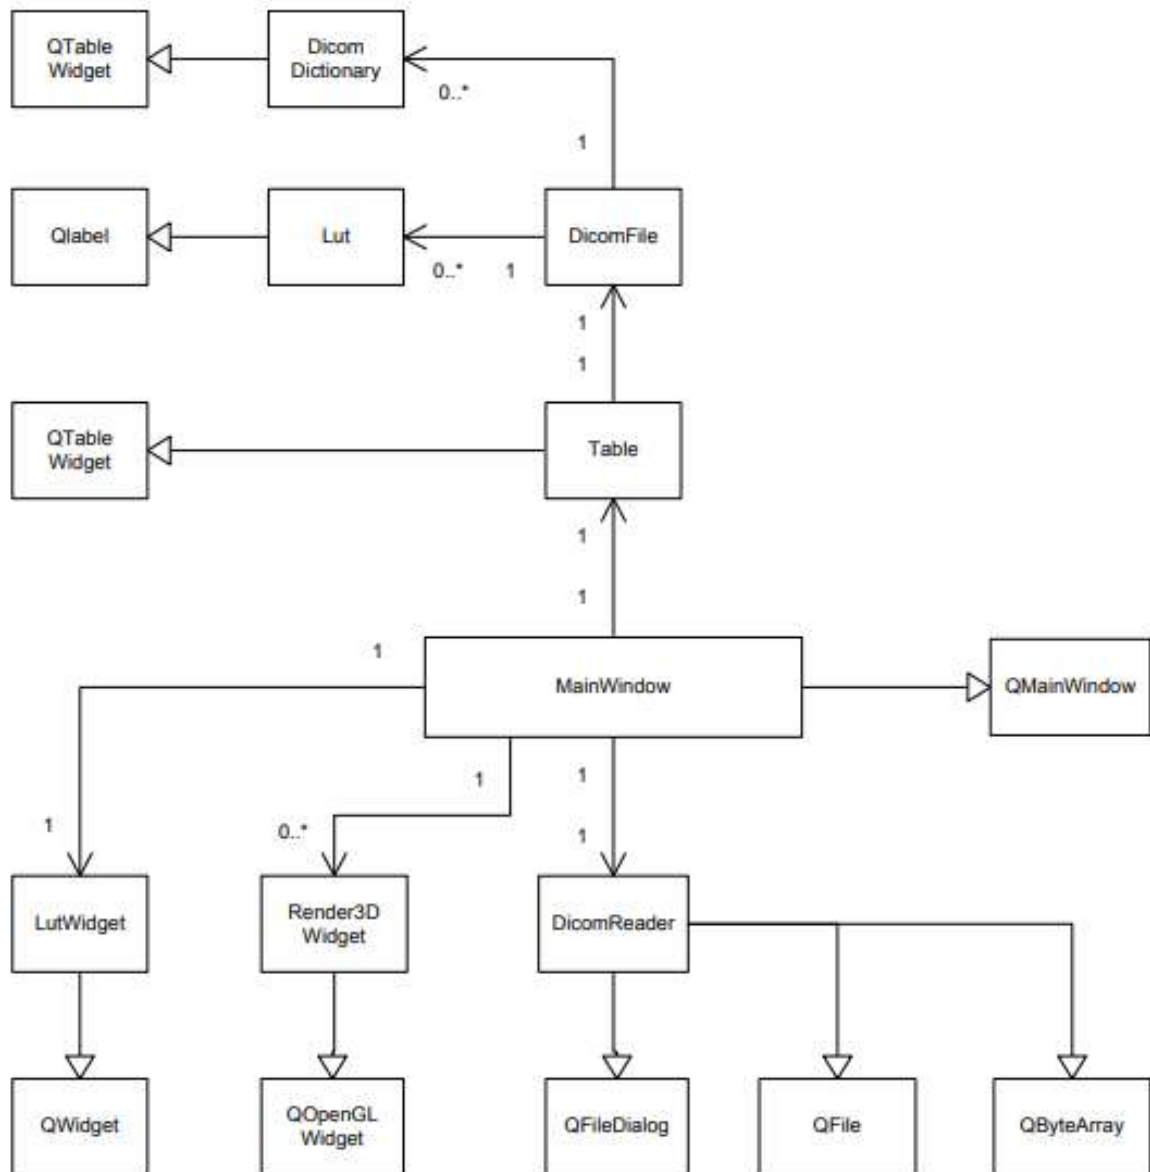 QTable
Widget
Dicom
Dictionary
0..*
1
Qlabel
Lut
DicomFile
0..*
1
1
1
QTable
Widget
Table
1
1
1
MainWindow
QMainWindow
1
1
1
0..*
1
LutWidget
Render3D
Widget
DicomReader
QWidget
QOpenGL
Widget
QFileDialog
QFile
QByteArray